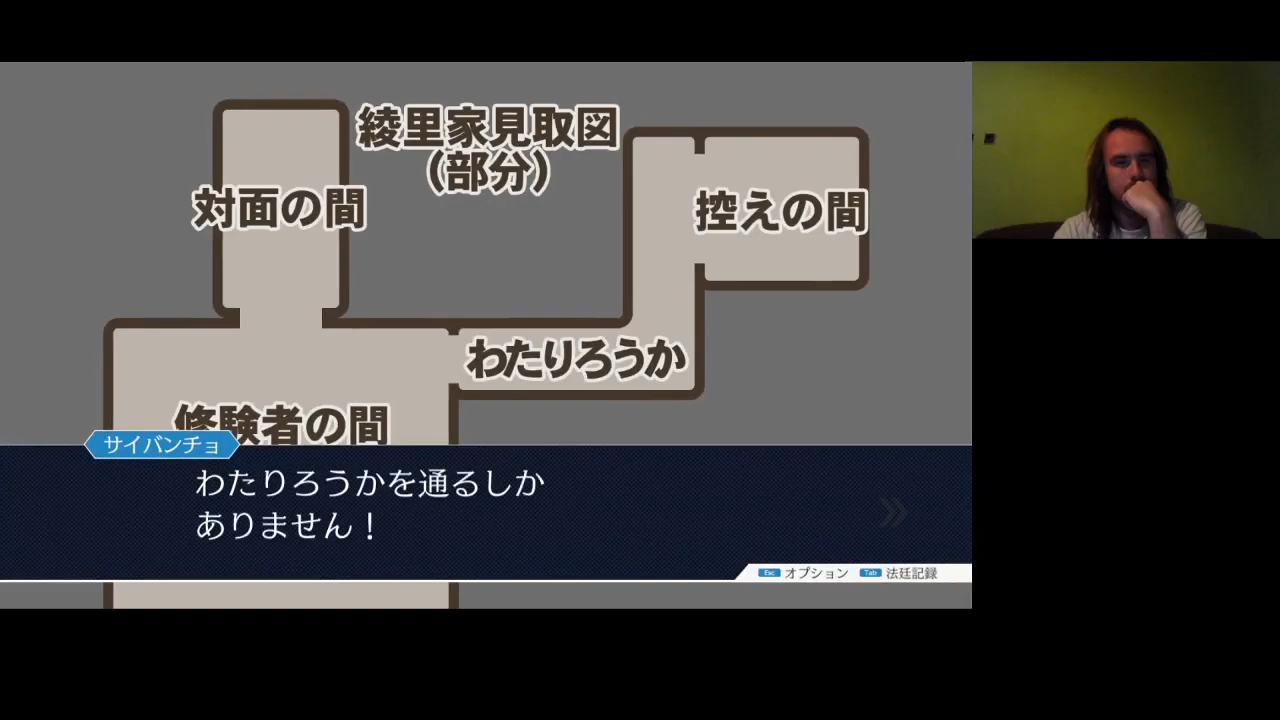 綾里家見取図
（部分）
対面の間
控えの間
わたりろうか
修験者の間
サイバンチョ
わたりろうかを通るしか
ありません！
Esc オプション Tab 法廷記録